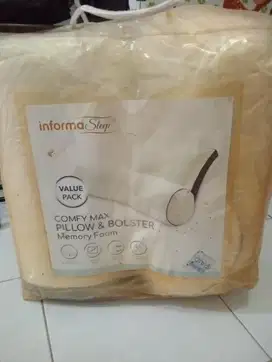 informa Sleep
VALUE
PACK
COMFY MAX
PILLOW & BOLSTER
Memory Foam